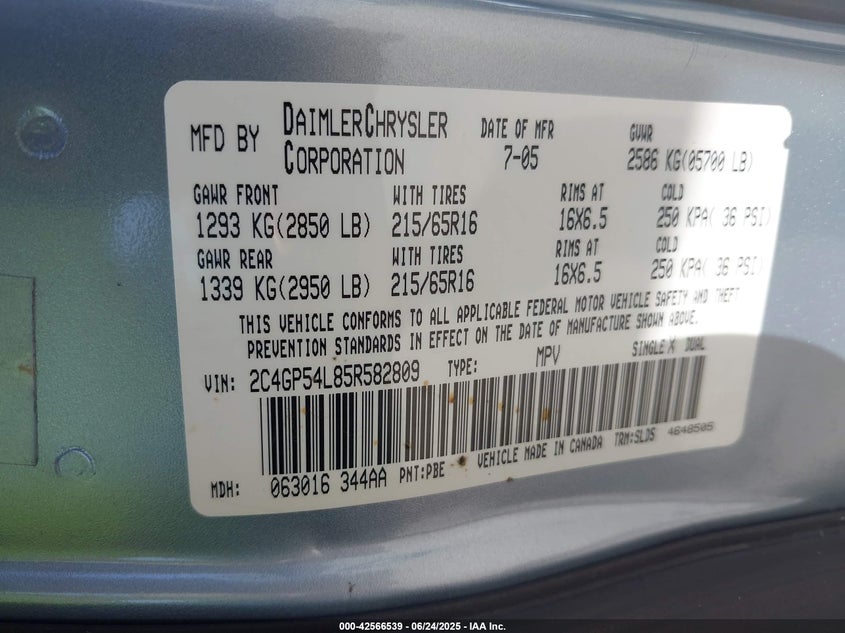 MFD BY DAIMLERCHRYSLER CORPORATION DATE OF MFR 7-05 GVWR 2586 KG(05700 LB)
GAWR FRONT WITH TIRES RIMS AT COLD
1293 KG(2850 LB) 215/65R16 16X6.5 250 KPA( 36 PSI)
GAWR REAR WITH TIRES RIMS AT COLD
1339 KG(2950 LB) 215/65R16 16X6.5 250 KPA( 36 PSI)
THIS VEHICLE CONFORMS TO ALL APPLICABLE FEDERAL MOTOR VEHICLE SAFETY AND THEFT
PREVENTION STANDARDS IN EFFECT ON THE DATE OF MANUFACTURE SHOWN ABOVE.
VIN: 2C4GP54L85R582809 TYPE: MPV SINGLE X DUAL
MDH: 063016 344AA PNT:PBE VEHICLE MADE IN CANADA TRM:SLD5 4648505
000-42566539 - 06/24/2025 - IAA Inc.